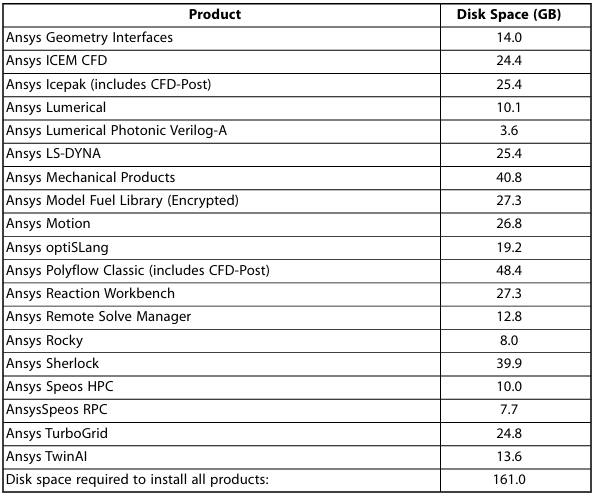 Product Disk Space (GB)
Ansys Geometry Interfaces 14.0
Ansys ICEM CFD 24.4
Ansys Icepak (includes CFD-Post) 25.4
Ansys Lumerical 10.1
Ansys Lumerical Photonic Verilog-A 3.6
Ansys LS-DYNA 25.4
Ansys Mechanical Products 40.8
Ansys Model Fuel Library (Encrypted) 27.3
Ansys Motion 26.8
Ansys optiSLang 19.2
Ansys Polyflow Classic (includes CFD-Post) 48.4
Ansys Reaction Workbench 27.3
Ansys Remote Solve Manager 12.8
Ansys Rocky 8.0
Ansys Sherlock 39.9
Ansys Speos HPC 10.0
AnsysSpeos RPC 7.7
Ansys TurboGrid 24.8
Ansys TwinAI 13.6
Disk space required to install all products: 161.0